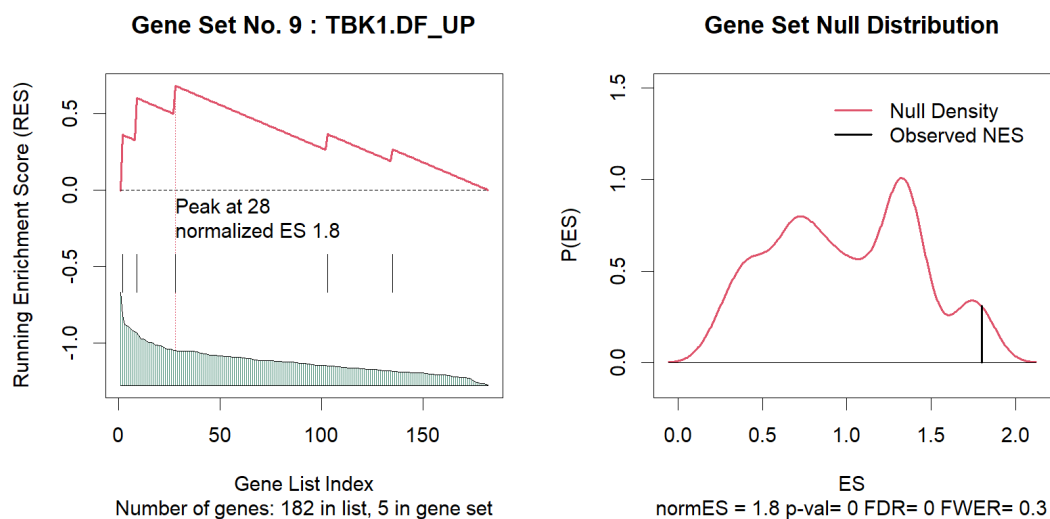 Gene Set No. 9 : TBK1.DF_UP
Running Enrichment Score (RES)
0.5
0.0
-0.5
-1.0
Peak at 28
normalized ES 1.8
0
50
100
150
Gene List Index
Number of genes: 182 in list, 5 in gene set
Gene Set Null Distribution
P(ES)
1.5
1.0
0.5
0.0
Null Density
Observed NES
0.0
0.5
1.0
1.5
2.0
ES
normES = 1.8 p-val= 0 FDR= 0 FWER= 0.3